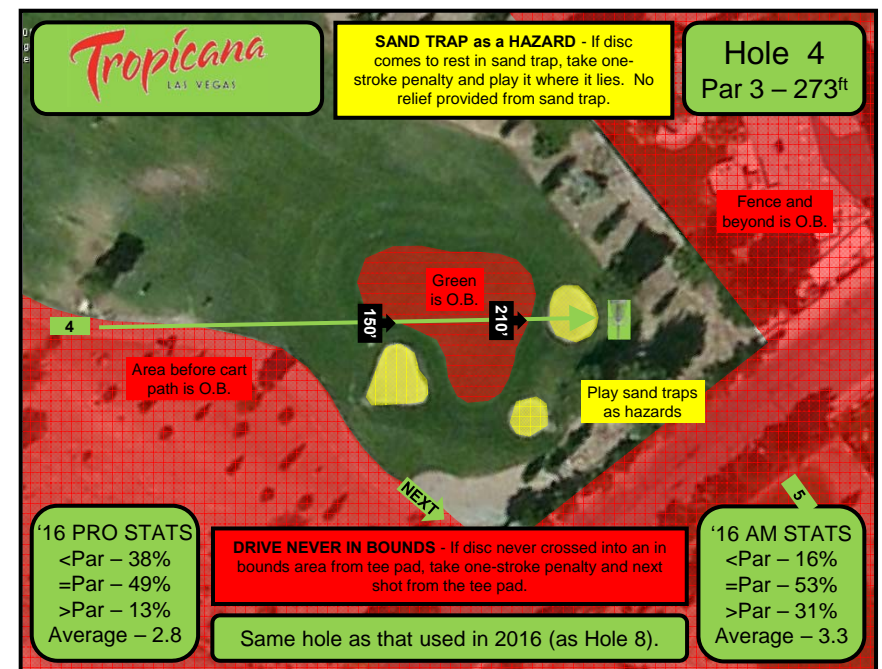 Tropicana
LAS VEGAS
SAND TRAP as a HAZARD - If disc
comes to rest in sand trap, take one-
stroke penalty and play it where it lies. No
relief provided from sand trap.
Hole 4
Par 3 – 273ft
Fence and
beyond is O.B.
Green
is O.B.
150'
210'
4
Area before cart
path is O.B.
Play sand traps
as hazards
NEXT
5
'16 PRO STATS
<Par – 38%
=Par – 49%
>Par – 13%
Average – 2.8
DRIVE NEVER IN BOUNDS - If disc never crossed into an in
bounds area from tee pad, take one-stroke penalty and next
shot from the tee pad.
Same hole as that used in 2016 (as Hole 8).
'16 AM STATS
<Par – 16%
=Par – 53%
>Par – 31%
Average – 3.3